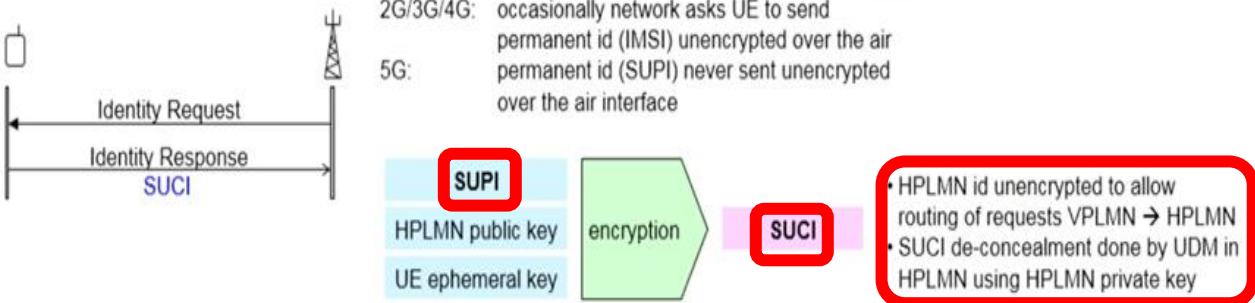 2G/3G/4G: occasionally network asks UE to send
permanent id (IMSI) unencrypted over the air
5G: permanent id (SUPI) never sent unencrypted
over the air interface
Identity Request
Identity Response
SUCI
SUPI
HPLMN public key
UE ephemeral key
encryption
SUCI
• HPLMN id unencrypted to allow
routing of requests VPLMN → HPLMN
• SUCI de-concealment done by UDM in
HPLMN using HPLMN private key